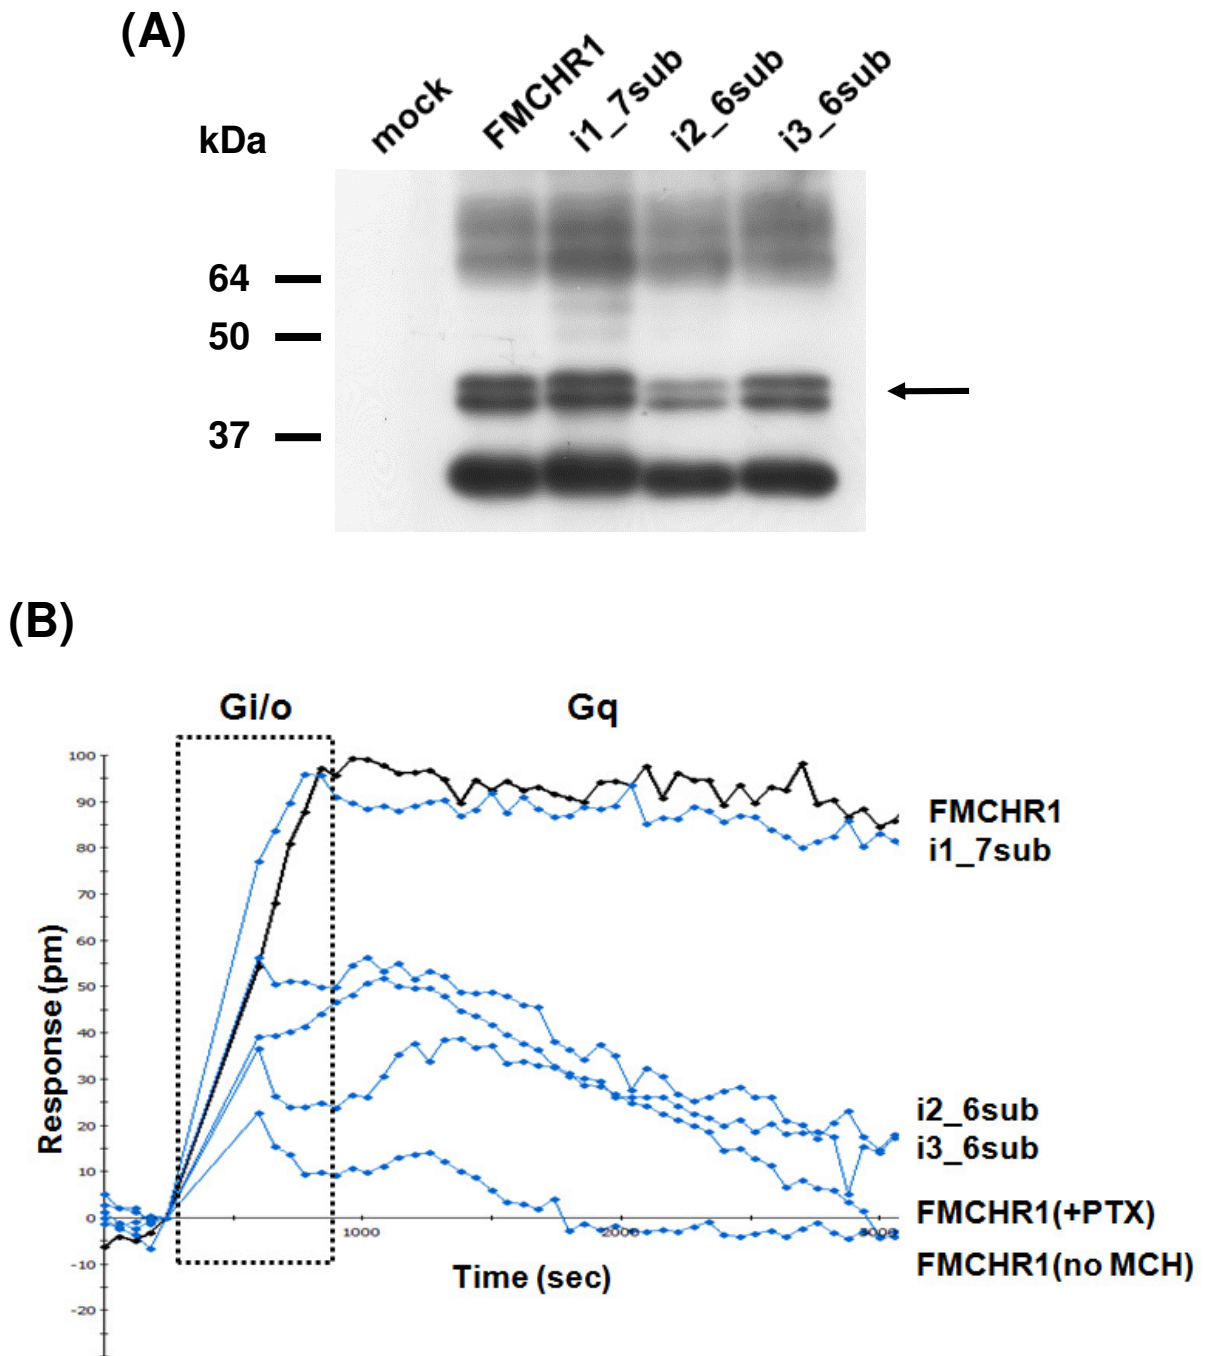 (A)
kDa
mock
FMCHR1
i1_7sub
i2_6sub
i3_6sub
64
50
37
(B)
Gi/o
Gq
100
90
80
70
60
50
40
30
20
10
0
-10
-20
Response (pm)
1000
2000
3000
Time (sec)
FMCHR1
i1_7sub
i2_6sub
i3_6sub
FMCHR1(+PTX)
FMCHR1(no MCH)